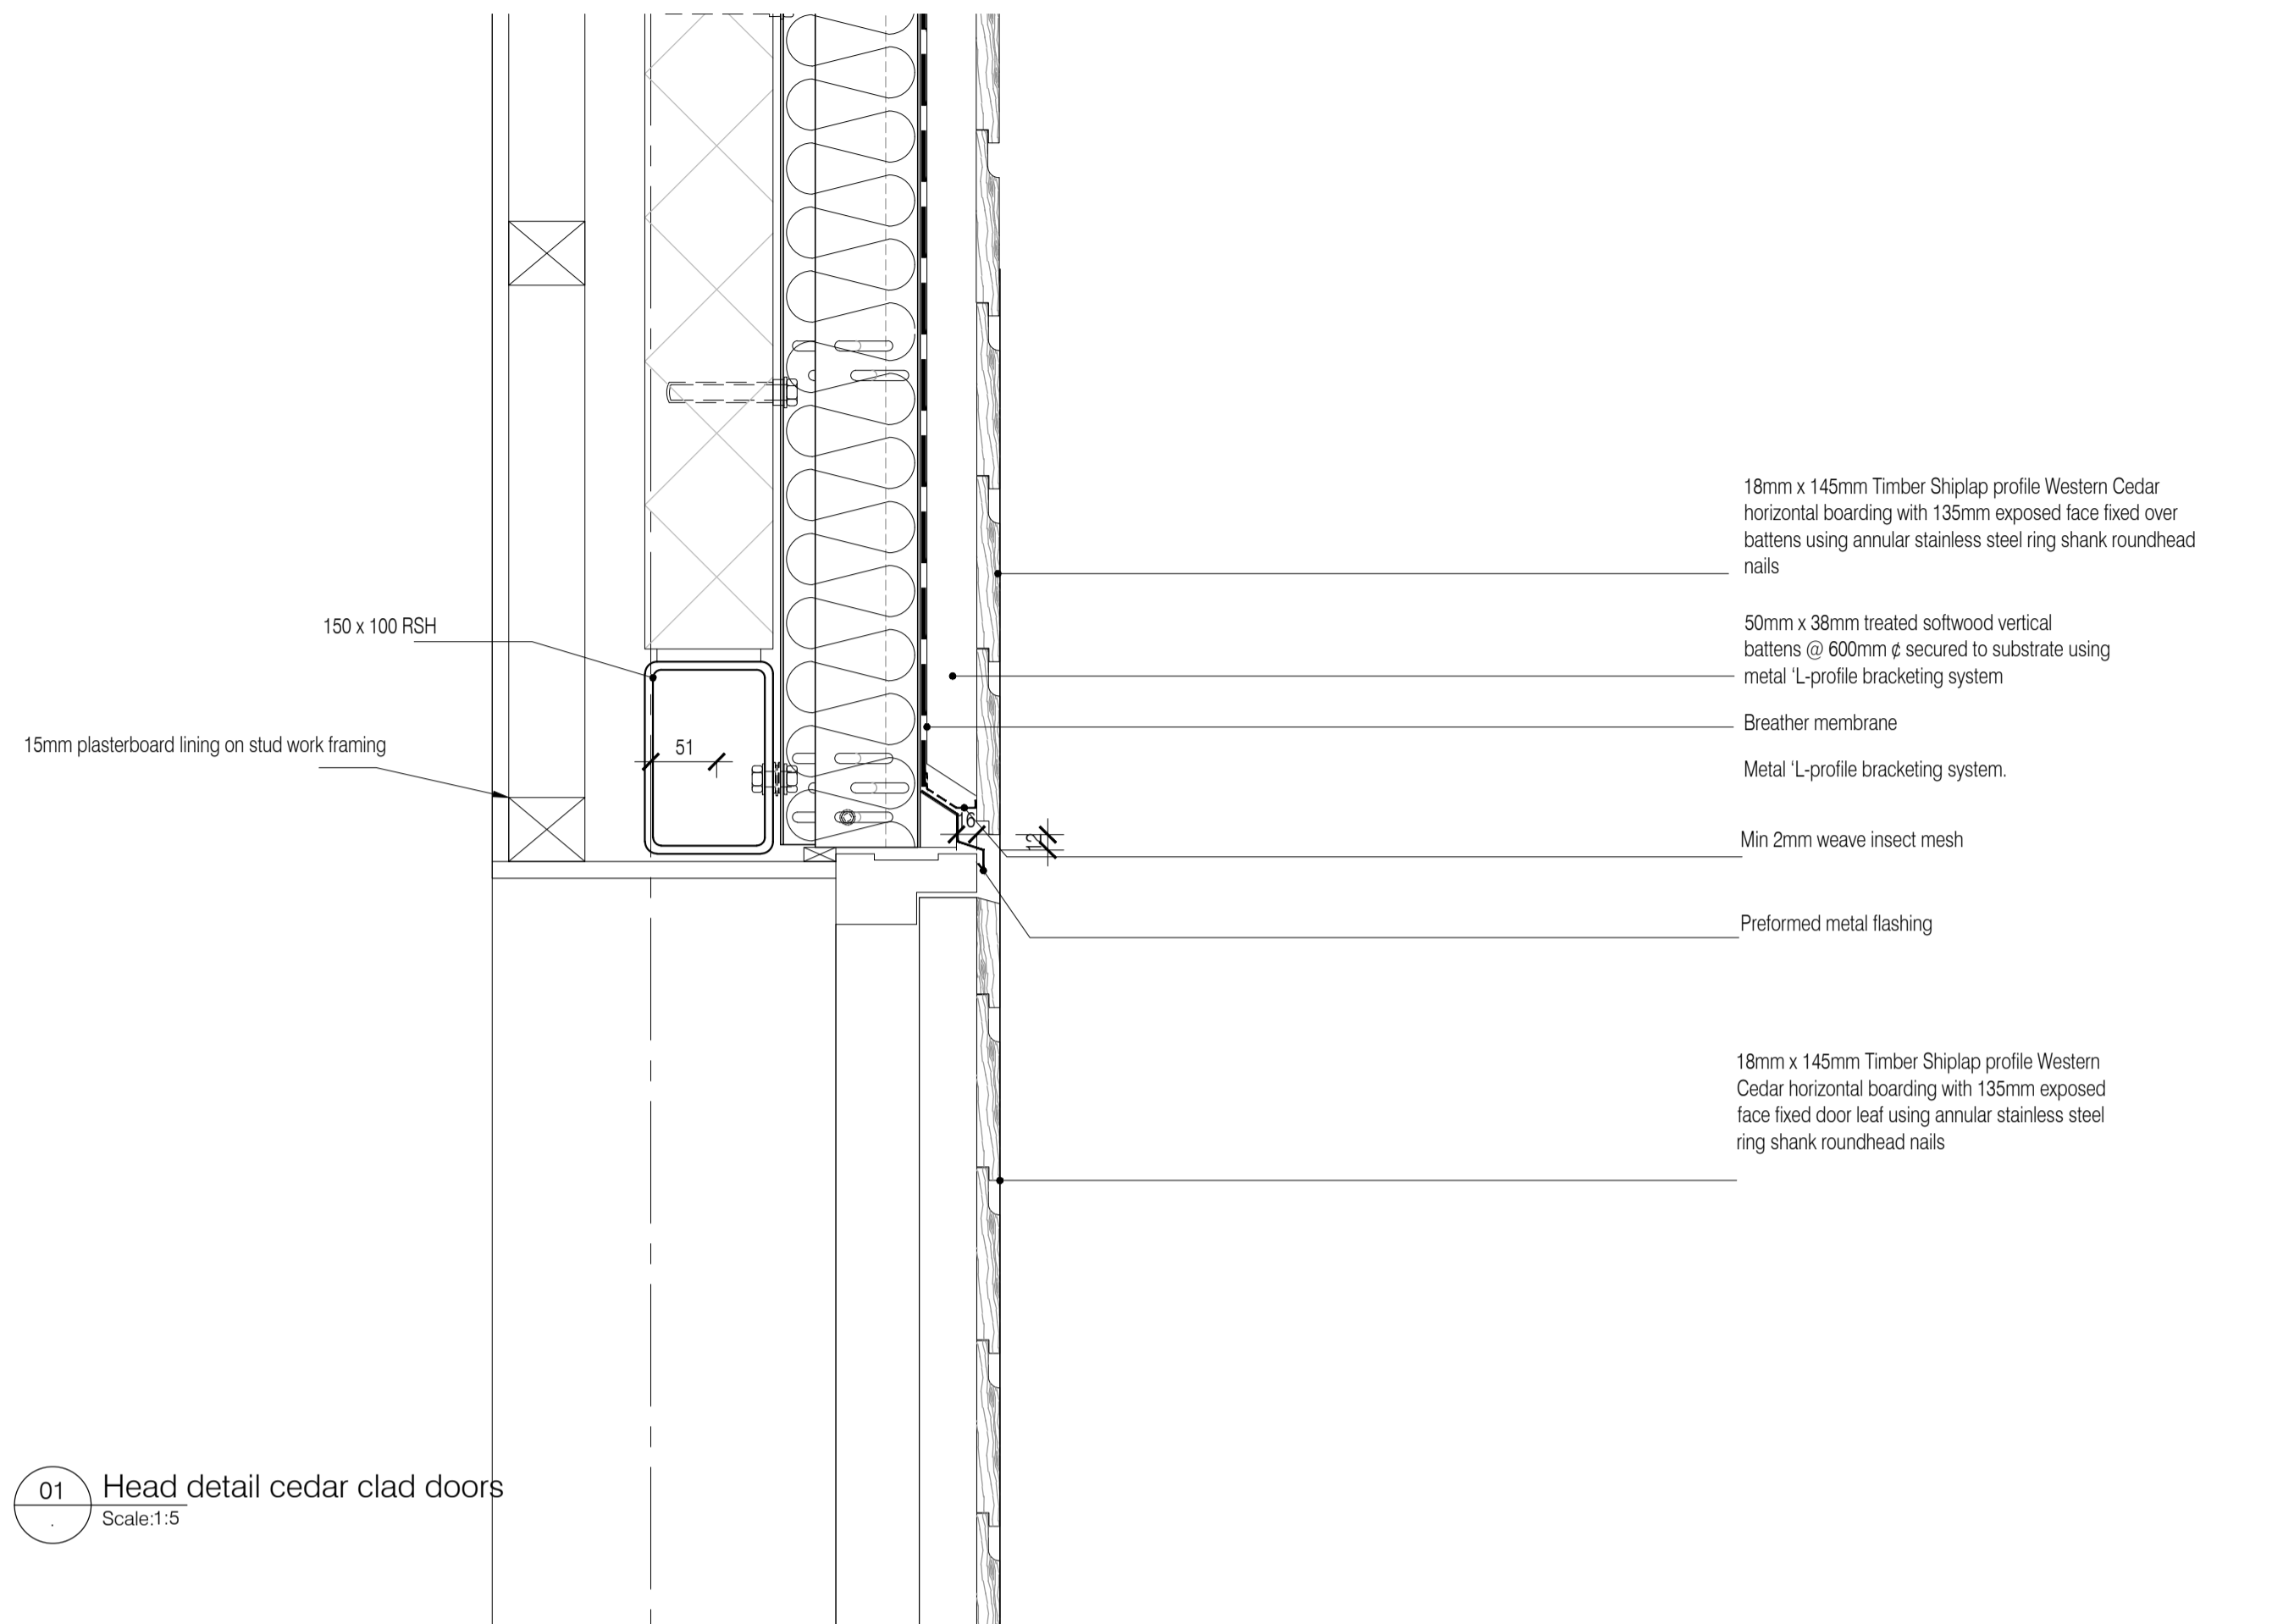 18mm x 145mm Timber Shiplap profile Western Cedar
horizontal boarding with 135mm exposed face fixed over
battens using annular stainless steel ring shank roundhead
nails
150 x 100 RSH
50mm x 38mm treated softwood vertical
battens @ 600mm ¢ secured to substrate using
metal ‘L-profile bracketing system
Breather membrane
15mm plasterboard lining on stud work framing
51
Metal ‘L-profile bracketing system.
16
12
Min 2mm weave insect mesh
Preformed metal flashing
18mm x 145mm Timber Shiplap profile Western
Cedar horizontal boarding with 135mm exposed
face fixed door leaf using annular stainless steel
ring shank roundhead nails
01
Head detail cedar clad doors
Scale:1:5